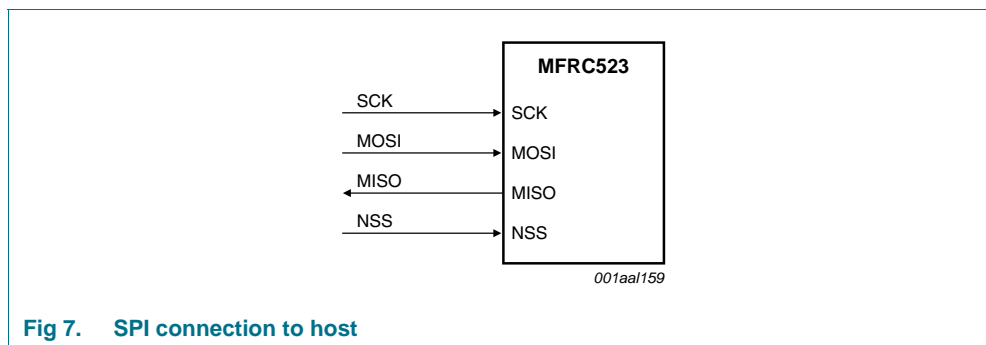 MFRC523
SCK
SCK
MOSI
MOSI
MISO
MISO
NSS
NSS
001aal159
Fig 7. SPI connection to host